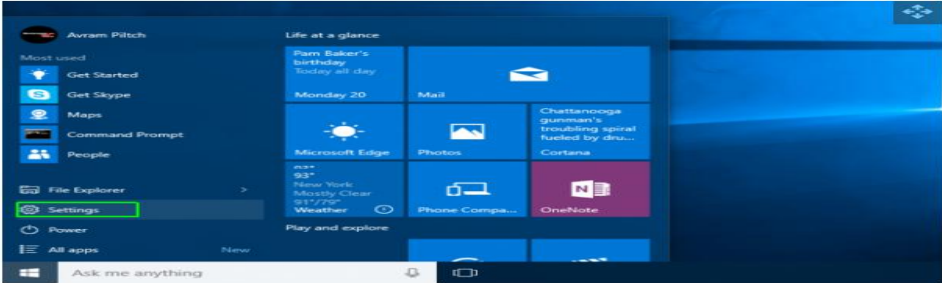 Avram Piltch
Most used
Get Started
Get Skype
Maps
Command Prompt
People
File Explorer
Settings
Power
All apps
New
Life at a glance
Pam Baker's
birthday
Today all day
Monday 20
Mail
Microsoft Edge
Photos
Chattanooga
gunman's
troubling spiral
fueled by dru...
Cortana
93°
New York
Mostly Clear
91°/79°
Weather
Phone Compa...
OneNote
Play and explore
Ask me anything